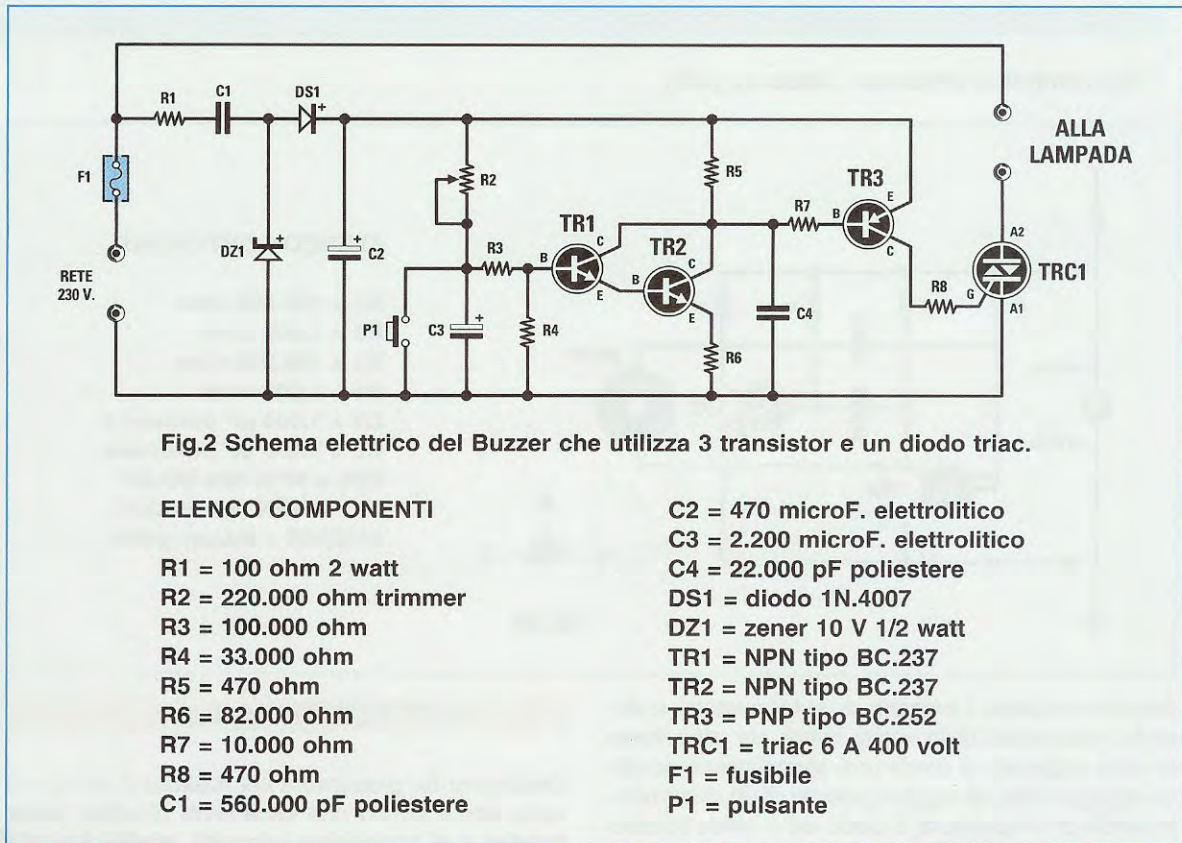 R1
C1
DS1
F1
RETE
230 V.
DZ1
C2
R2
P1
C3
R3
R4
B
TR1
C
E
B
TR2
C
E
R5
R6
C4
R7
B
TR3
E
C
R8
G
A2
A1
TRC1
ALLA
LAMPADA
Fig.2 Schema elettrico del Buzzer che utilizza 3 transistor e un diodo triac.
ELENCO COMPONENTI
R1 = 100 ohm 2 watt
R2 = 220.000 ohm trimmer
R3 = 100.000 ohm
R4 = 33.000 ohm
R5 = 470 ohm
R6 = 82.000 ohm
R7 = 10.000 ohm
R8 = 470 ohm
C1 = 560.000 pF poliestere
C2 = 470 microF. elettrolitico
C3 = 2.200 microF. elettrolitico
C4 = 22.000 pF poliestere
DS1 = diodo 1N.4007
DZ1 = zener 10 V 1/2 watt
TR1 = NPN tipo BC.237
TR2 = NPN tipo BC.237
TR3 = PNP tipo BC.252
TRC1 = triac 6 A 400 volt
F1 = fusibile
P1 = pulsante